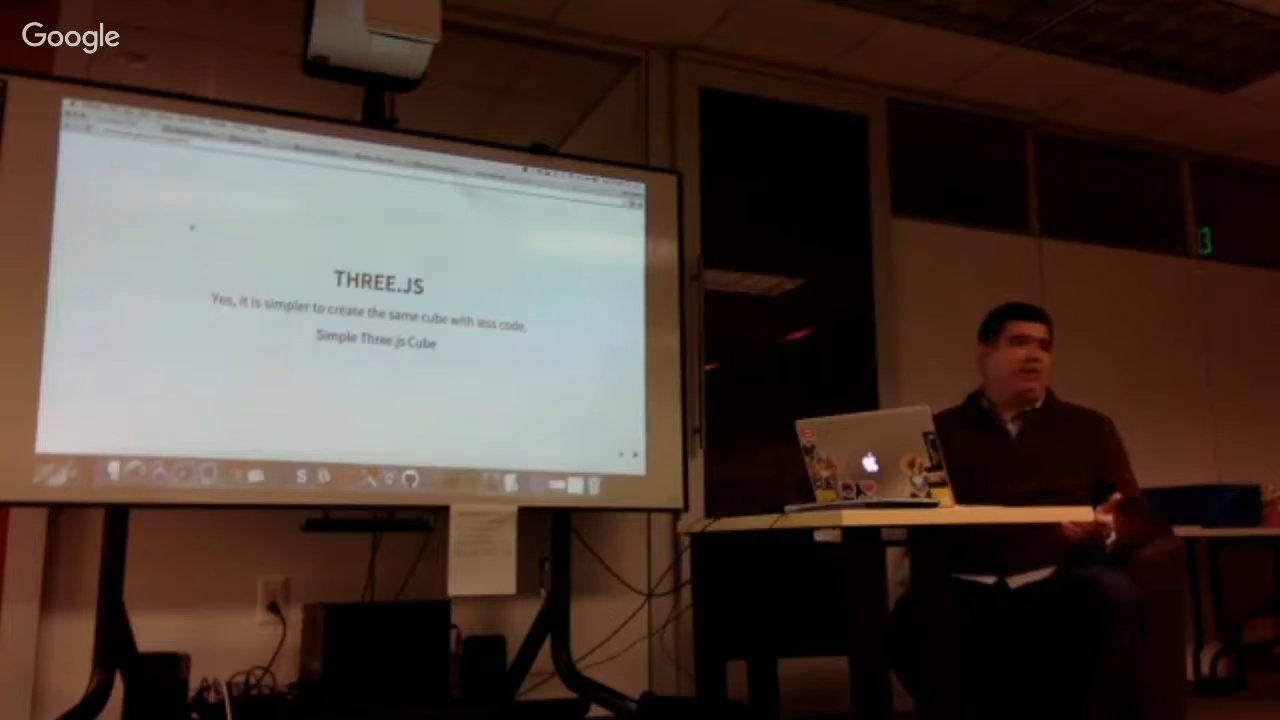 Google
THREE.JS
Yes, it is simpler to create the same cube with less code.
Simple Three.js Cube